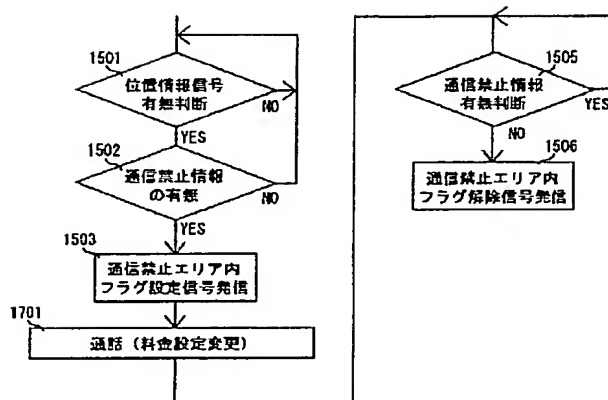 1501
位置情報信号
有無判断
NO
YES
1502
通信禁止情報
の有無
NO
YES
1503
通信禁止エリア内
フラグ設定信号発信
1701
通話（料金設定変更）
1505
通信禁止情報
有無判断
YES
NO
1506
通信禁止エリア内
フラグ解除信号発信